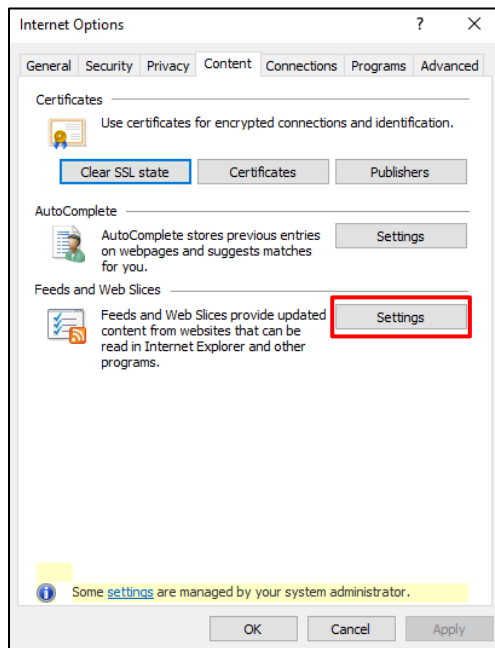 Internet Options ? X
General Security Privacy Content Connections Programs Advanced
Certificates
Use certificates for encrypted connections and identification.
Clear SSL state Certificates Publishers
AutoComplete
AutoComplete stores previous entries Settings
on webpages and suggests matches
for you.
Feeds and Web Slices
Feeds and Web Slices provide updated Settings
content from websites that can be
read in Internet Explorer and other
programs.
Some settings are managed by your system administrator.
OK Cancel Apply